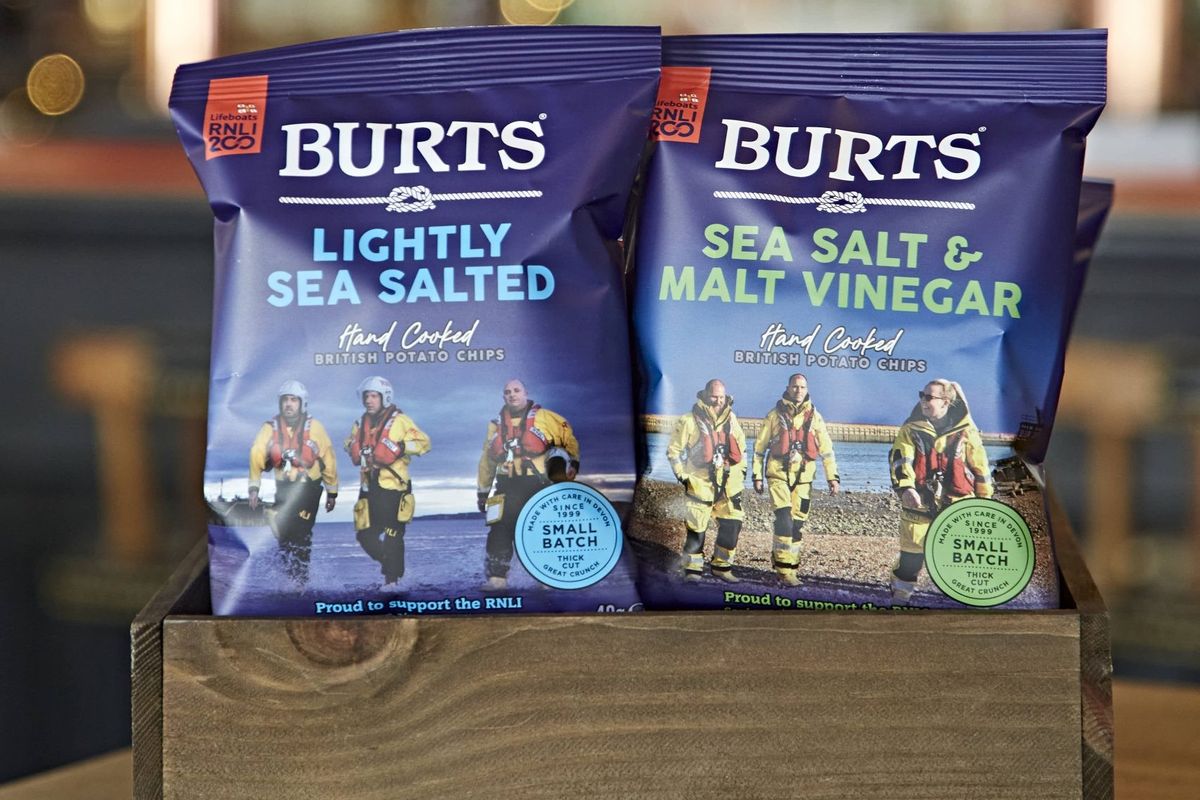 Lifeboats
RNLI
200
BURTS
LIGHTLY
SEA SALTED
Hand Cooked
BRITISH POTATO CHIPS
MADE WITH CARE IN DEVON
SINCE
1999
SMALL
BATCH
THICK
CUT
GREAT CRUNCH
Proud to support the RNLI
40g
Lifeboats
RNLI
200
BURTS
SEA SALT &
MALT VINEGAR
Hand Cooked
BRITISH POTATO CHIPS
MADE WITH CARE IN DEVON
SINCE
1999
SMALL
BATCH
THICK
CUT
GREAT CRUNCH
Proud to support the RNLI